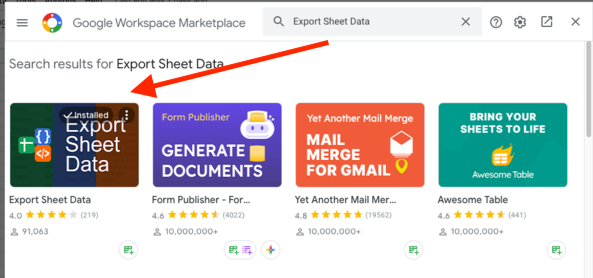 Google Workspace Marketplace
Export Sheet Data
Search results for Export Sheet Data
Installed
Export
Sheet
Data
Export Sheet Data
4.0 (219)
91,063
Form Publisher
GENERATE
DOCUMENTS
Form Publisher - For...
4.6 (4022)
10,000,000+
Yet Another Mail Merge
MAIL
MERGE
FOR GMAIL
Yet Another Mail Mer...
4.8 (19562)
10,000,000+
BRING YOUR
SHEETS TO LIFE
Awesome Table
Awesome Table
4.6 (441)
10,000,000+